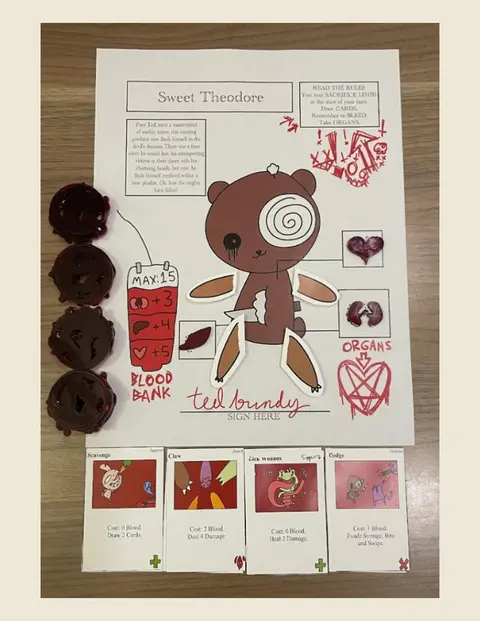 Sweet Theodore
READ THE RULES
You may SACRIFICE LIMBS
at the start of your turn.
Draw CARDS.
Remember to BLEED.
Take ORGANS.
Poor Ted, once a mastermind
of earthly terror, this cunning
predator now finds himself in the
devil's domain. There was a time
when he would lure his unsuspecting
victims to their doom with his
charming facade, but now, he
finds himself confined within a
teddy plushie. Oh, how the mighty
have fallen!
MAX:15
+3
+4
+5
BLOOD
BANK
ORGANS
ted bundy
SIGN HERE
Scavenge
Cost: 0 Blood.
Draw 2 Cards.
Claw
Cost: 2 Blood.
Deal 4 Damage.
Lick wounds
Support
Cost: 0 Blood.
Heal 2 Damage.
Dodge
Cost: 3 Blood.
Evade Syringe, Bite
and Swipe.